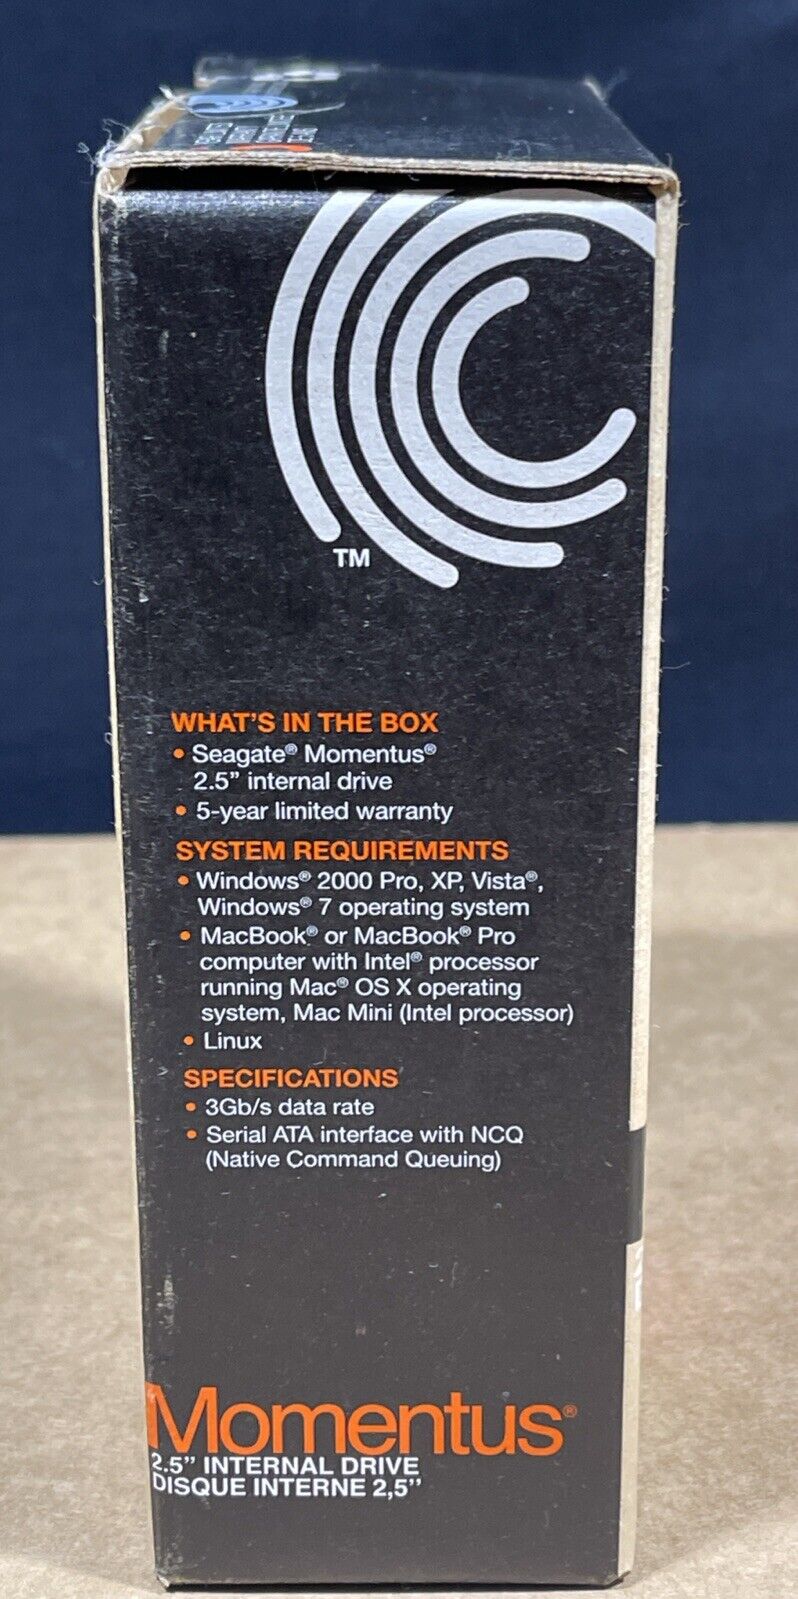 TM
WHAT'S IN THE BOX
• Seagate® Momentus®
2.5" internal drive
• 5-year limited warranty
SYSTEM REQUIREMENTS
• Windows® 2000 Pro, XP, Vista®,
Windows® 7 operating system
• MacBook® or MacBook® Pro
computer with Intel® processor
running Mac® OS X operating
system, Mac Mini (Intel processor)
• Linux
SPECIFICATIONS
• 3Gb/s data rate
• Serial ATA interface with NCQ
(Native Command Queuing)
Momentus®
2.5'' INTERNAL DRIVE
DISQUE INTERNE 2,5''